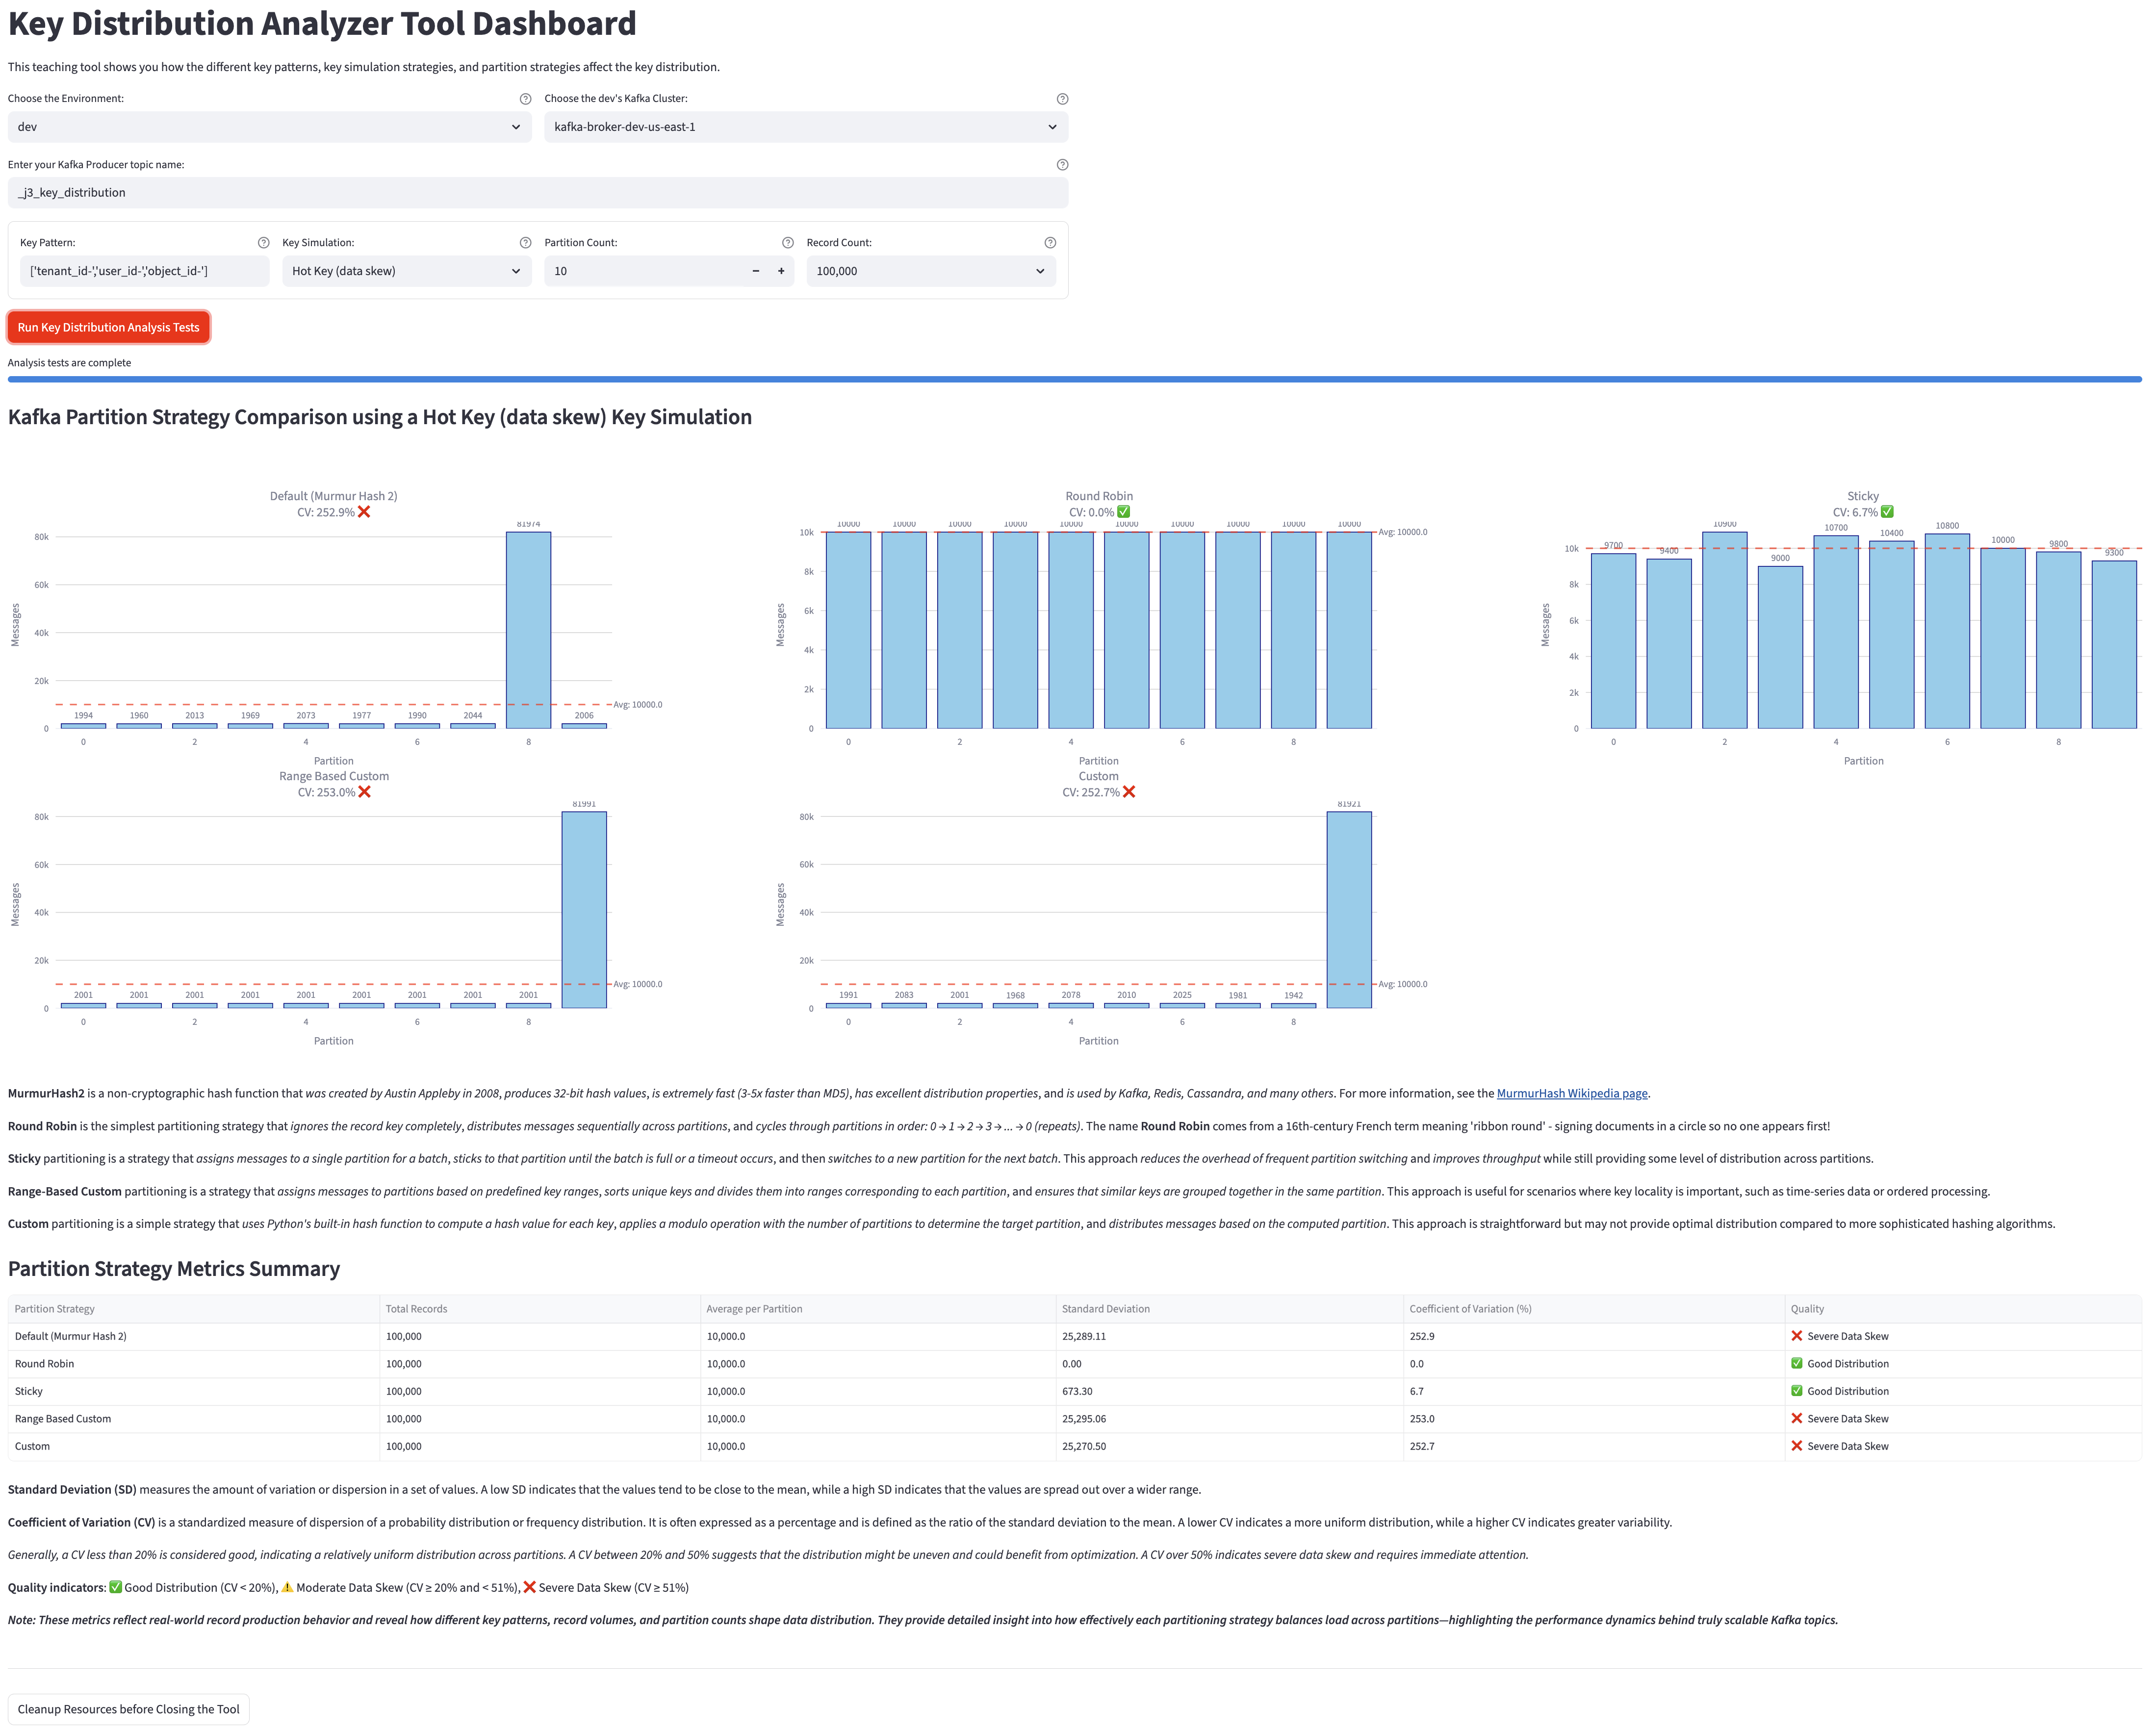 Key Distribution Analyzer Tool Dashboard
This teaching tool shows you how the different key patterns, key simulation strategies, and partition strategies affect the key distribution.
Choose the Environment:
Choose the dev's Kafka Cluster:
dev
kafka-broker-dev-us-east-1
Enter your Kafka Producer topic name:
_j3_key_distribution
Key Pattern:
Key Simulation:
Partition Count:
Record Count:
['tenant_id-','user_id-','object_id-']
Hot Key (data skew)
10
100,000
Run Key Distribution Analysis Tests
Analysis tests are complete
Kafka Partition Strategy Comparison using a Hot Key (data skew) Key Simulation
Default (Murmur Hash 2)
CV: 252.9% ❌
81974
80k
60k
40k
20k
0
Messages
Avg: 10000.0
1994 1960 2013 1969 2073 1977 1990 2044 2006
0 2 4 6 8
Partition
Round Robin
CV: 0.0% ✅
10000 10000 10000 10000 10000 10000 10000 10000 10000 10000
10k
8k
6k
4k
2k
0
Messages
Avg: 10000.0
0 2 4 6 8
Partition
Sticky
CV: 6.7% ✅
9700 9400 10900 9000 10700 10400 10800 10000 9800 9300
10k
8k
6k
4k
2k
0
Messages
0 2 4 6 8
Partition
Range Based Custom
CV: 253.0% ❌
81991
80k
60k
40k
20k
0
Messages
Avg: 10000.0
2001 2001 2001 2001 2001 2001 2001 2001 2001
0 2 4 6 8
Partition
Custom
CV: 252.7% ❌
81921
80k
60k
40k
20k
0
Messages
Avg: 10000.0
1991 2083 2001 1968 2078 2010 2025 1981 1942
0 2 4 6 8
Partition
MurmurHash2 is a non-cryptographic hash function that was created by Austin Appleby in 2008, produces 32-bit hash values, is extremely fast (3-5x faster than MD5), has excellent distribution properties, and is used by Kafka, Redis, Cassandra, and many others. For more information, see the MurmurHash Wikipedia page.
Round Robin is the simplest partitioning strategy that ignores the record key completely, distributes messages sequentially across partitions, and cycles through partitions in order: 0 → 1 → 2 → 3 → ... → 0 (repeats). The name Round Robin comes from a 16th-century French term meaning 'ribbon round' - signing documents in a circle so no one appears first!
Sticky partitioning is a strategy that assigns messages to a single partition for a batch, sticks to that partition until the batch is full or a timeout occurs, and then switches to a new partition for the next batch. This approach reduces the overhead of frequent partition switching and improves throughput while still providing some level of distribution across partitions.
Range-Based Custom partitioning is a strategy that assigns messages to partitions based on predefined key ranges, sorts unique keys and divides them into ranges corresponding to each partition, and ensures that similar keys are grouped together in the same partition. This approach is useful for scenarios where key locality is important, such as time-series data or ordered processing.
Custom partitioning is a simple strategy that uses Python's built-in hash function to compute a hash value for each key, applies a modulo operation with the number of partitions to determine the target partition, and distributes messages based on the computed partition. This approach is straightforward but may not provide optimal distribution compared to more sophisticated hashing algorithms.
Partition Strategy Metrics Summary
Partition Strategy Total Records Average per Partition Standard Deviation Coefficient of Variation (%) Quality
Default (Murmur Hash 2) 100,000 10,000.0 25,289.11 252.9 ❌ Severe Data Skew
Round Robin 100,000 10,000.0 0.00 0.0 ✅ Good Distribution
Sticky 100,000 10,000.0 673.30 6.7 ✅ Good Distribution
Range Based Custom 100,000 10,000.0 25,295.06 253.0 ❌ Severe Data Skew
Custom 100,000 10,000.0 25,270.50 252.7 ❌ Severe Data Skew
Standard Deviation (SD) measures the amount of variation or dispersion in a set of values. A low SD indicates that the values tend to be close to the mean, while a high SD indicates that the values are spread out over a wider range.
Coefficient of Variation (CV) is a standardized measure of dispersion of a probability distribution or frequency distribution. It is often expressed as a percentage and is defined as the ratio of the standard deviation to the mean. A lower CV indicates a more uniform distribution, while a higher CV indicates greater variability.
Generally, a CV less than 20% is considered good, indicating a relatively uniform distribution across partitions. A CV between 20% and 50% suggests that the distribution might be uneven and could benefit from optimization. A CV over 50% indicates severe data skew and requires immediate attention.
Quality indicators: ✅ Good Distribution (CV < 20%), ⚠️ Moderate Data Skew (CV ≥ 20% and < 51%), ❌ Severe Data Skew (CV ≥ 51%)
Note: These metrics reflect real-world record production behavior and reveal how different key patterns, record volumes, and partition counts shape data distribution. They provide detailed insight into how effectively each partitioning strategy balances load across partitions—highlighting the performance dynamics behind truly scalable Kafka topics.
Cleanup Resources before Closing the Tool